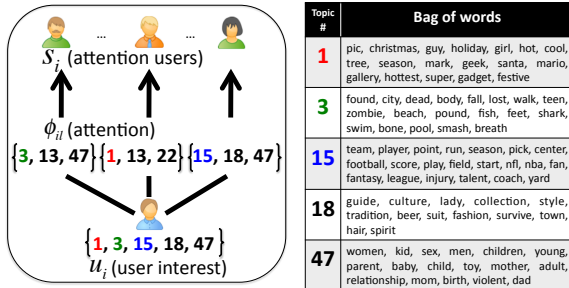 ... ...
S_i (attention users)
ϕ_il (attention)
{3, 13, 47} {1, 13, 22} {15, 18, 47}
{1, 3, 15, 18, 47}
u_i (user interest)
Topic # Bag of words
1
pic, christmas, guy, holiday, girl, hot, cool,
tree, season, mark, geek, santa, mario,
gallery, hottest, super, gadget, festive
3
found, city, dead, body, fall, lost, walk, teen,
zombie, beach, pound, fish, feet, shark,
swim, bone, pool, smash, breath
15
team, player, point, run, season, pick, center,
football, score, play, field, start, nfl, nba, fan,
fantasy, league, injury, talent, coach, yard
18
guide, culture, lady, collection, style,
tradition, beer, suit, fashion, survive, town,
hair, spirit
47
women, kid, sex, men, children, young,
parent, baby, child, toy, mother, adult,
relationship, mom, birth, violent, dad